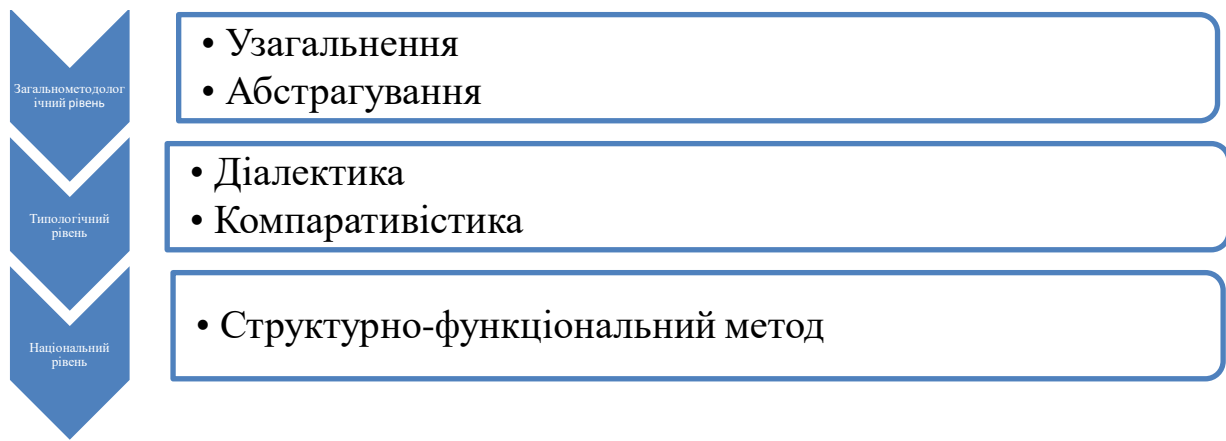 Загальнометодолог
ічний рівень
• Узагальнення
• Абстрагування
Типологічний
рівень
• Діалектика
• Компаративістика
Національний
рівень
• Структурно-функціональний метод